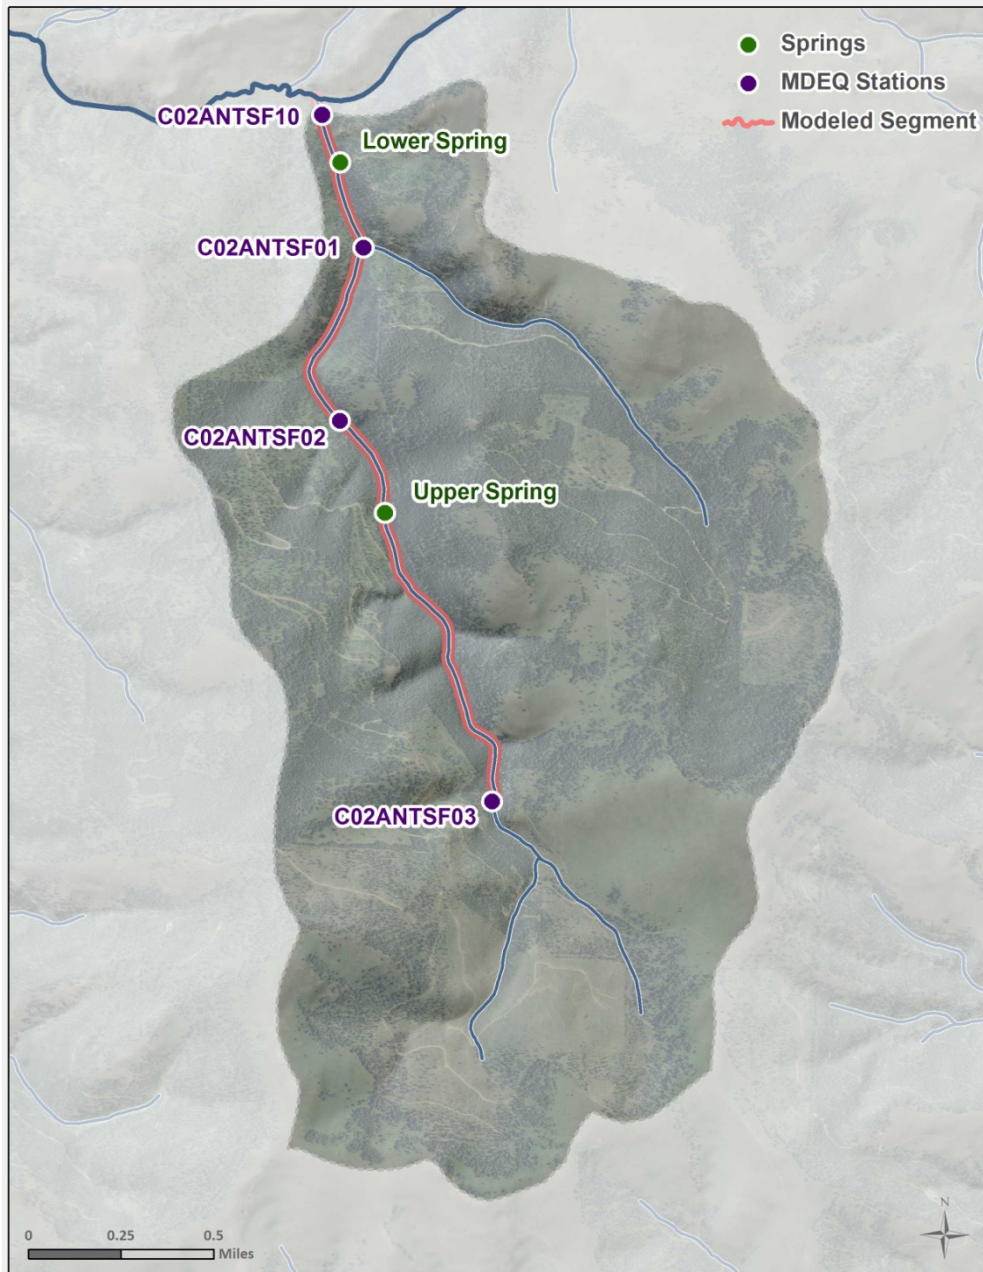 Springs
MDEQ Stations
Modeled Segment
C02ANTSF10
Lower Spring
C02ANTSF01
C02ANTSF02
Upper Spring
C02ANTSF03
N
0 0.25 0.5
Miles